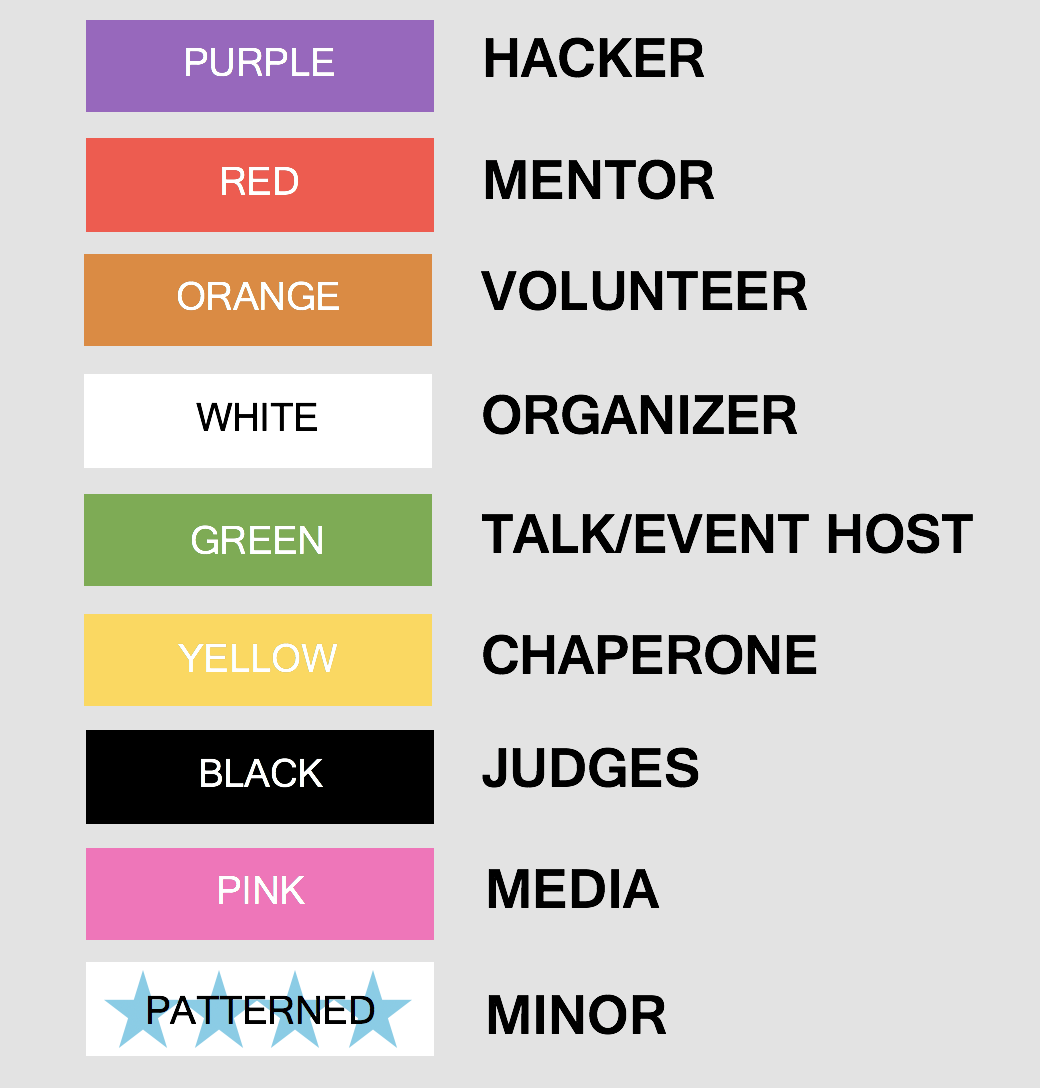 PURPLE HACKER
RED MENTOR
ORANGE VOLUNTEER
WHITE ORGANIZER
GREEN TALK/EVENT HOST
YELLOW CHAPERONE
BLACK JUDGES
PINK MEDIA
PATTERNED MINOR